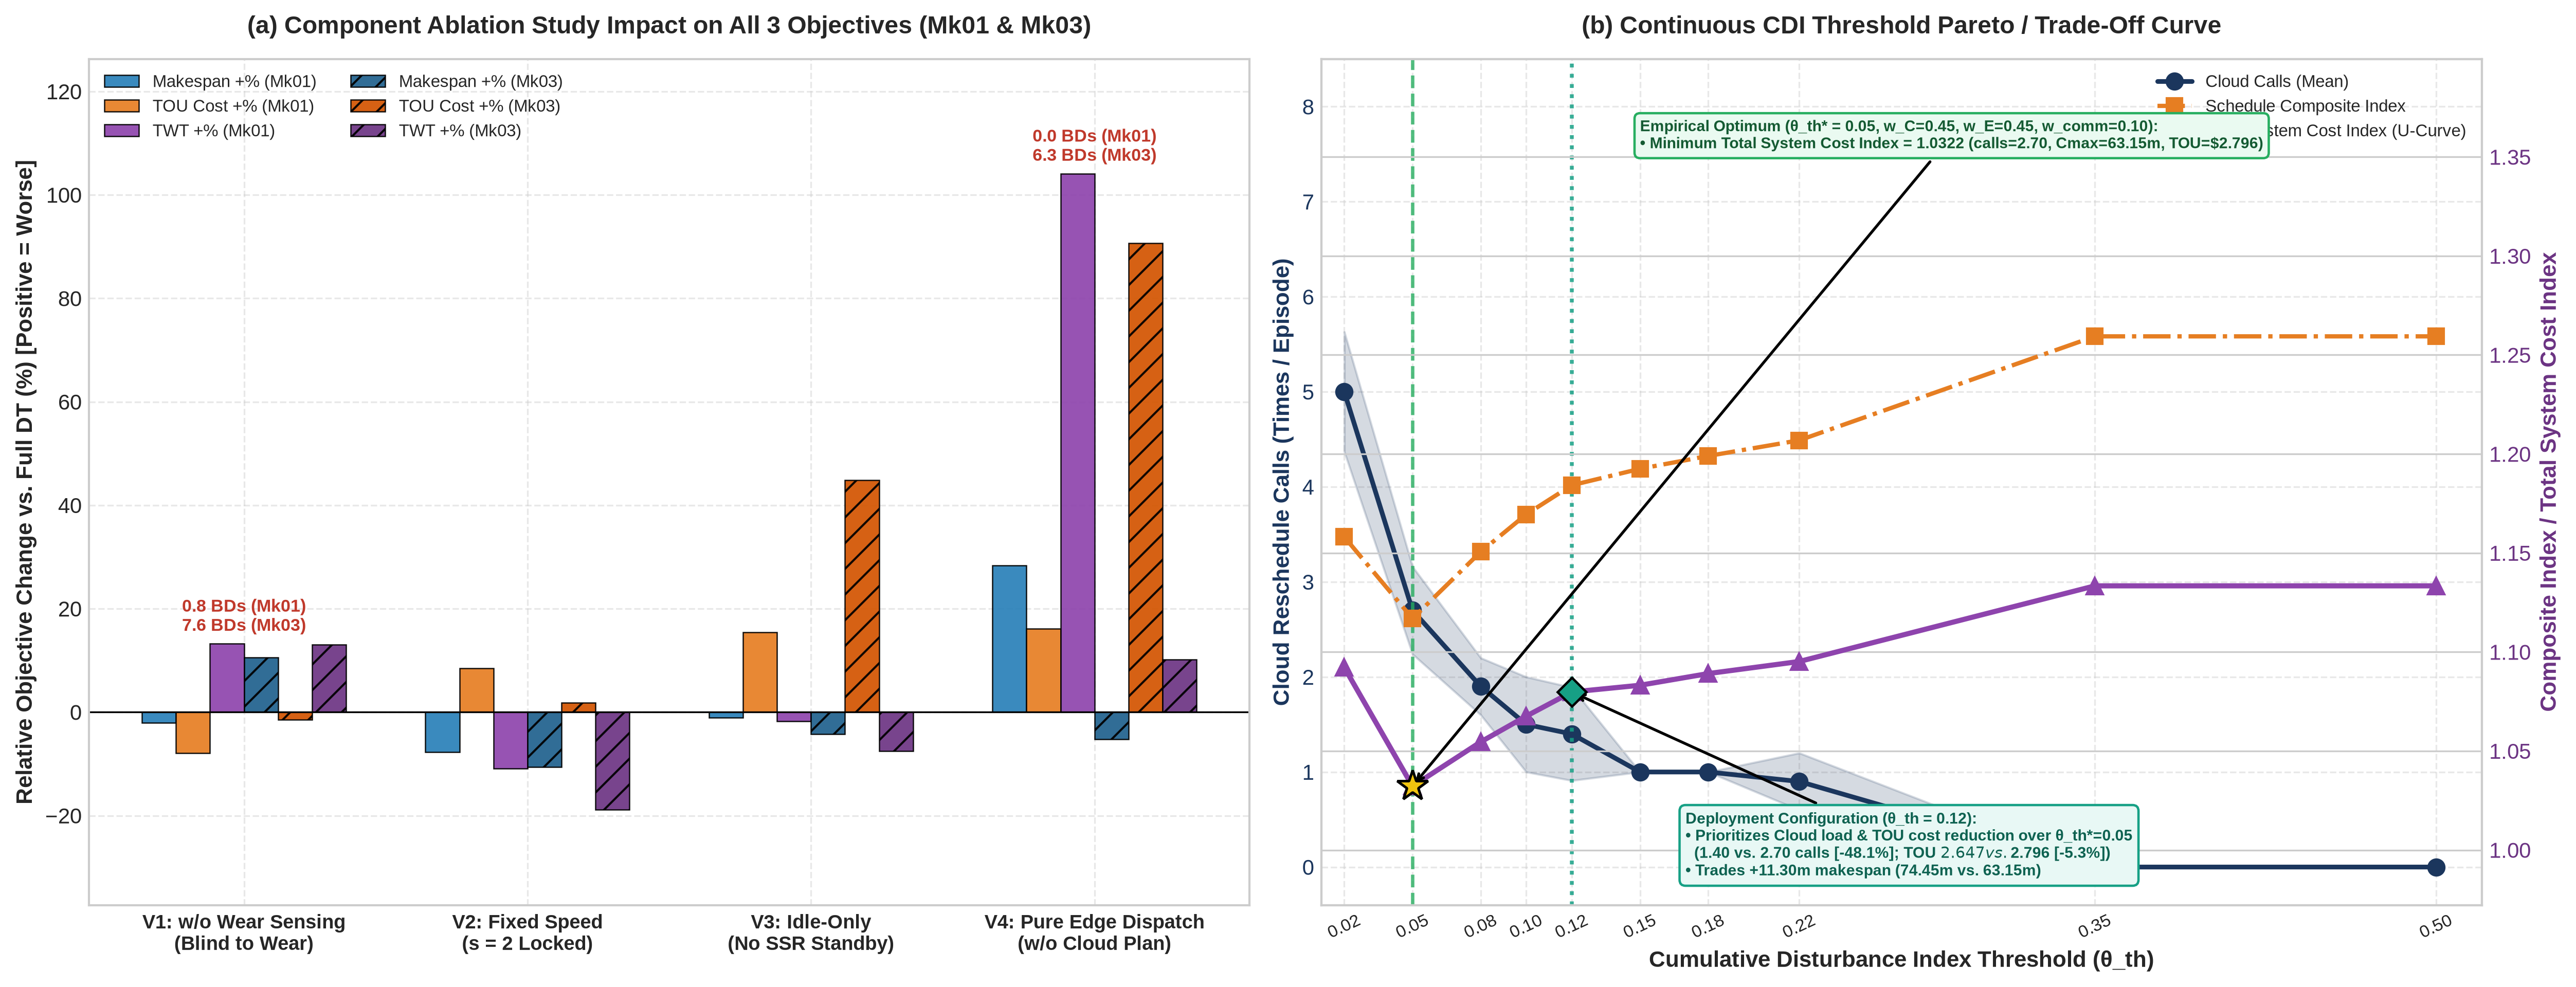 (a) Component Ablation Study Impact on All 3 Objectives (Mk01 & Mk03)
Relative Objective Change vs. Full DT (%) [Positive = Worse]
120
100
80
60
40
20
0
−20
Makespan +% (Mk01)
TOU Cost +% (Mk01)
TWT +% (Mk01)
Makespan +% (Mk03)
TOU Cost +% (Mk03)
TWT +% (Mk03)
0.8 BDs (Mk01)
7.6 BDs (Mk03)
0.0 BDs (Mk01)
6.3 BDs (Mk03)
V1: w/o Wear Sensing
(Blind to Wear)
V2: Fixed Speed
(s = 2 Locked)
V3: Idle-Only
(No SSR Standby)
V4: Pure Edge Dispatch
(w/o Cloud Plan)
(b) Continuous CDI Threshold Pareto / Trade-Off Curve
Cloud Reschedule Calls (Times / Episode)
8
7
6
5
4
3
2
1
0
Cloud Calls (Mean)
Schedule Composite Index
stem Cost Index (U-Curve)
Empirical Optimum (θ_th* = 0.05, w_C=0.45, w_E=0.45, w_comm=0.10):
• Minimum Total System Cost Index = 1.0322 (calls=2.70, Cmax=63.15m, TOU=$2.796)
Deployment Configuration (θ_th = 0.12):
• Prioritizes Cloud load & TOU cost reduction over θ_th*=0.05
(1.40 vs. 2.70 calls [-48.1%]; TOU 2.647vs.2.796 [-5.3%])
• Trades +11.30m makespan (74.45m vs. 63.15m)
1.35
1.30
1.25
1.20
1.15
1.10
1.05
1.00
Composite Index / Total System Cost Index
0.02
0.05
0.08
0.10
0.12
0.15
0.18
0.22
0.35
0.50
Cumulative Disturbance Index Threshold (θ_th)